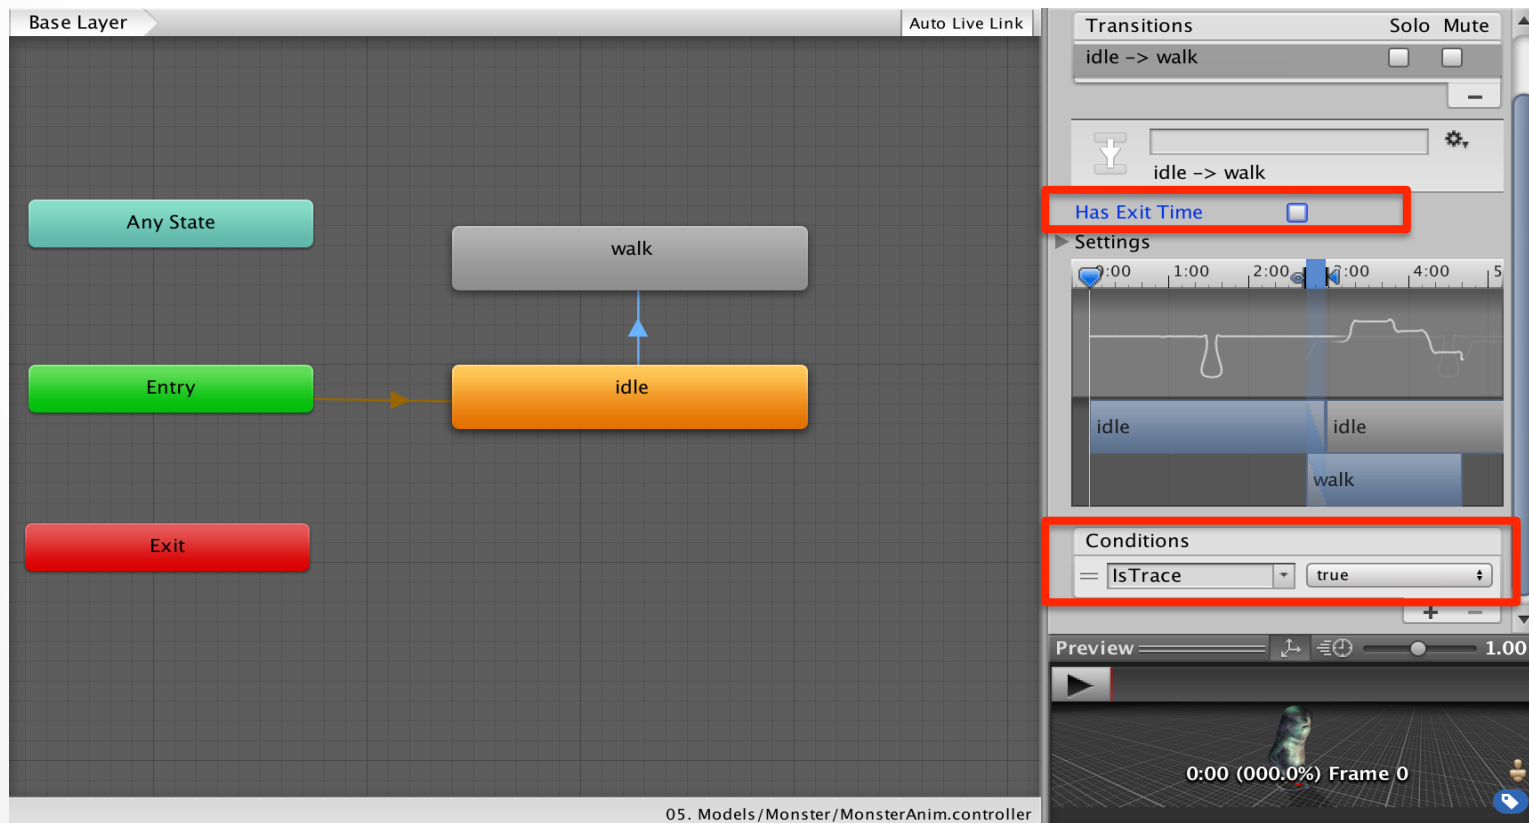 Base Layer
Auto Live Link
Any State
walk
Entry
idle
Exit
05. Models/Monster/MonsterAnim.controller
Transitions Solo Mute
idle -> walk
idle -> walk
Has Exit Time
Settings
1:00 2:00 4:00
idle idle
walk
Conditions
IsTrace true
Preview 1.00
0:00 (000.0%) Frame 0